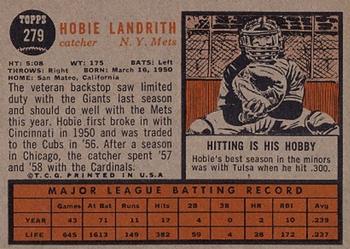 TOPPS
279
HOBIE LANDRITH
catcher N. Y. Mets
HT: 5:08 WT: 175 BATS: Left
THROWS: Right BORN: March 16, 1950
HOME: San Mateo, California
The veteran backstop saw limited
duty with the Giants last season
and should do well with the Mets
this year. Hobie first broke in with
Cincinnati in 1950 and was traded
to the Cubs in '56. After a season
in Chicago, the catcher spent '57
and '58 with the Cardinals.
©T.C.G. PRINTED IN U.S.A.
HITTING IS HIS HOBBY
Hobie's best season in the minors
was with Tulsa when he hit .300.
MAJOR LEAGUE BATTING RECORD
Games At Bat Runs Hits 2B 3B H.R. R.B.I. Avg.
YEAR 43 71 11 17 4 0 2 10 .239
LIFE 645 1613 149 382 59 4 28 172 .237